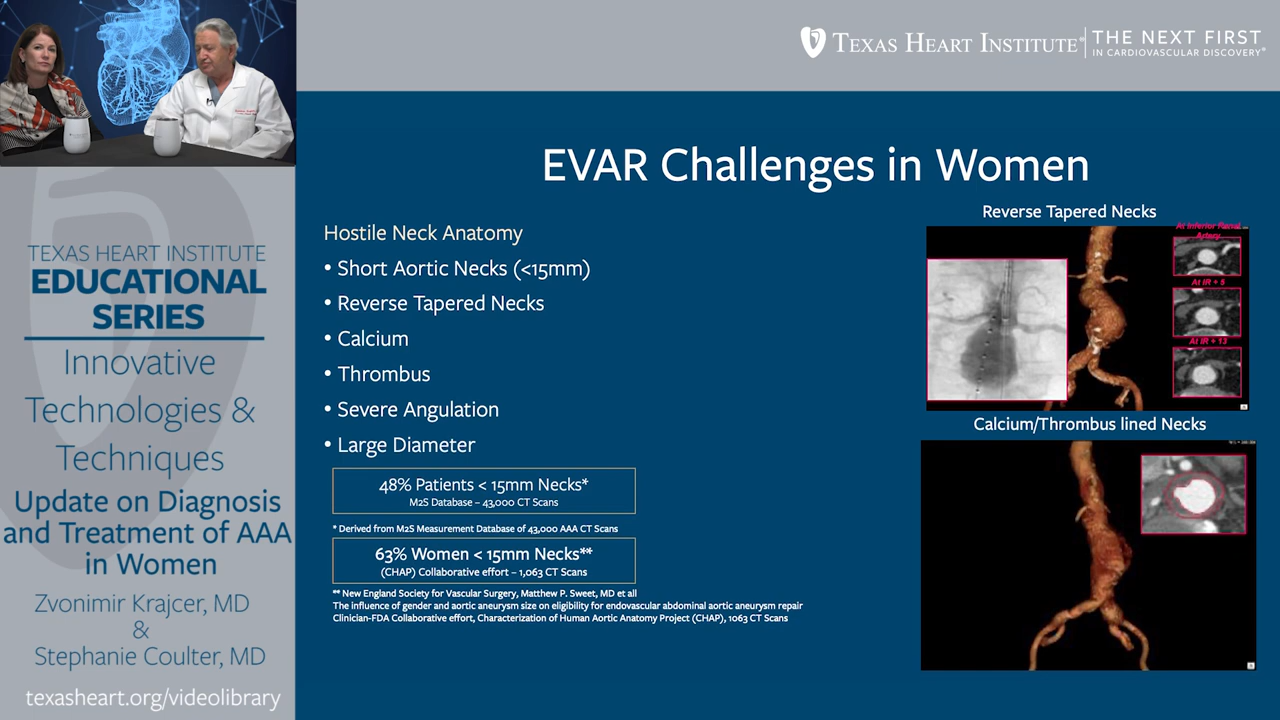 TEXAS HEART INSTITUTE®
THE NEXT FIRST
IN CARDIOVASCULAR DISCOVERY®
TEXAS HEART INSTITUTE
EDUCATIONAL
SERIES
Innovative
Technologies &
Techniques
Update on Diagnosis
and Treatment of AAA
in Women
Zvonimir Krajcer, MD
&
Stephanie Coulter, MD
texasheart.org/videolibrary
EVAR Challenges in Women
Hostile Neck Anatomy
• Short Aortic Necks (<15mm)
• Reverse Tapered Necks
• Calcium
• Thrombus
• Severe Angulation
• Large Diameter
48% Patients < 15mm Necks*
M2S Database – 43,000 CT Scans
* Derived from M2S Measurement Database of 43,000 AAA CT Scans
63% Women < 15mm Necks**
(CHAP) Collaborative effort – 1,063 CT Scans
** New England Society for Vascular Surgery, Matthew P. Sweet, MD et all
The influence of gender and aortic aneurysm size on eligibility for endovascular abdominal aortic aneurysm repair
Clinician-FDA Collaborative effort, Characterization of Human Aortic Anatomy Project (CHAP), 1063 CT Scans
Reverse Tapered Necks
At Inferior Renal
Artery
At IR + 5
At IR + 13
Calcium/Thrombus lined Necks